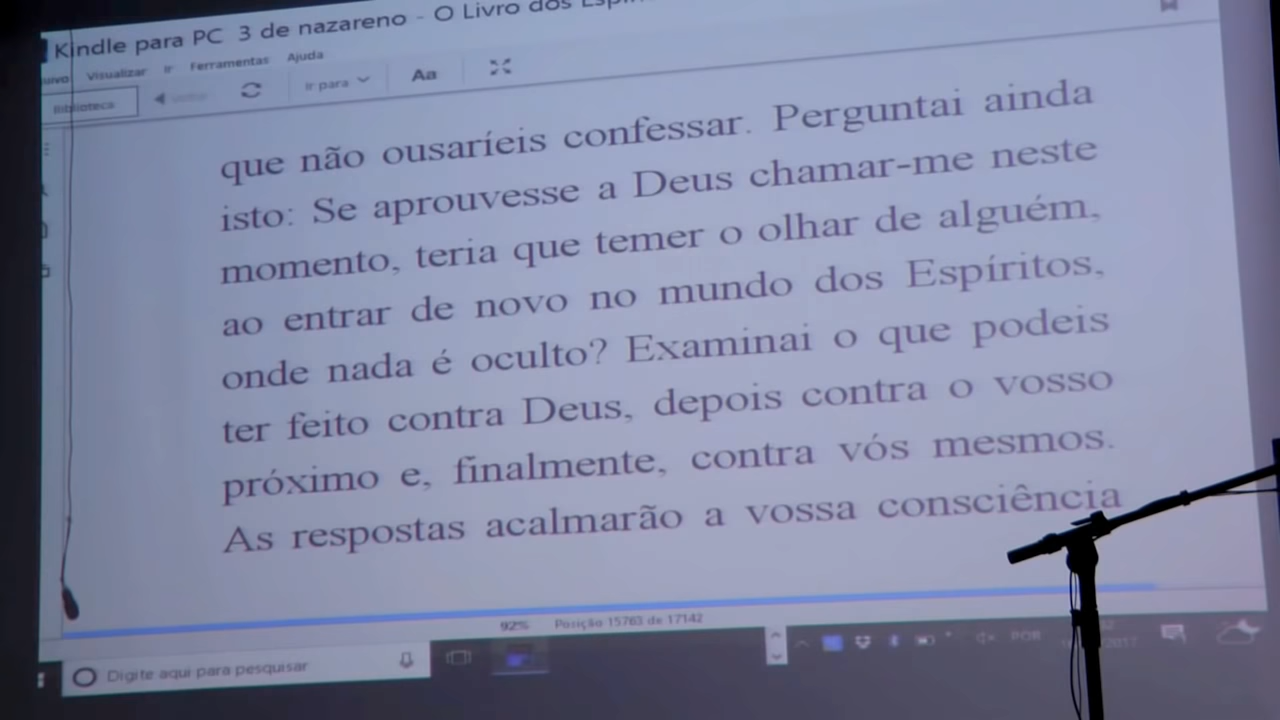 Kindle para PC 3 de nazareno - O Livro dos
Visualizar Ir Ferramentas Ajuda
Biblioteca Ir para Aa
que não ousaríeis confessar. Perguntai ainda
isto: Se aprouvesse a Deus chamar-me neste
momento, teria que temer o olhar de alguém,
ao entrar de novo no mundo dos Espíritos,
onde nada é oculto? Examinai o que podeis
ter feito contra Deus, depois contra o vosso
próximo e, finalmente, contra vós mesmos.
As respostas acalmarão a vossa consciência
92% Posição 15763 de 17142
Digite aqui para pesquisar
POR